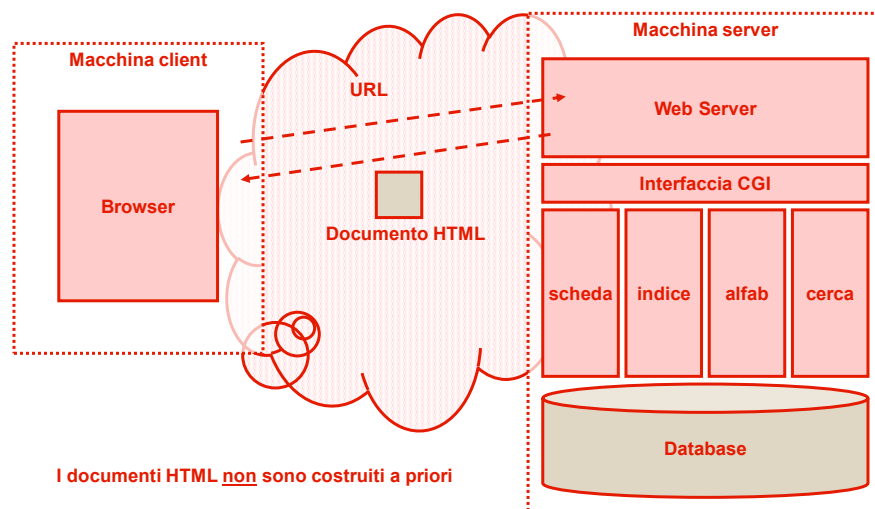 Macchina client
Macchina server
URL
Web Server
Interfaccia CGI
Browser
Documento HTML
scheda
indice
alfab
cerca
Database
I documenti HTML non sono costruiti a priori